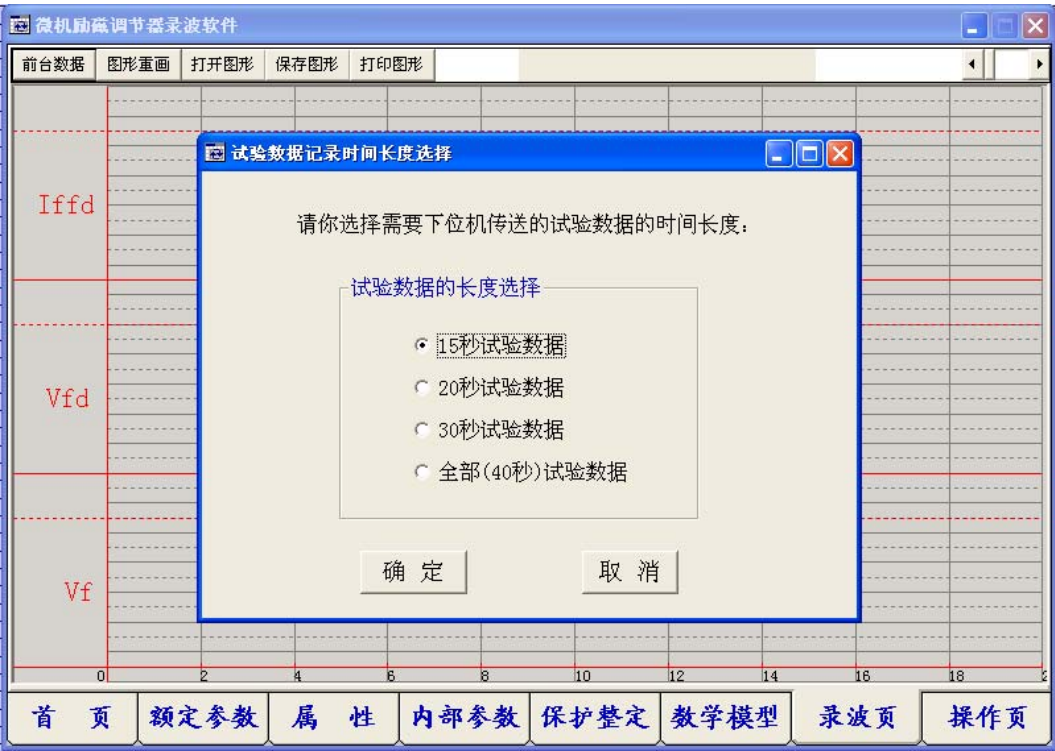 微机励磁调节器录波软件
前台数据 图形重画 打开图形 保存图形 打印图形
试验数据记录时间长度选择
请你选择需要下位机传送的试验数据的时间长度：
试验数据的长度选择
15秒试验数据
20秒试验数据
30秒试验数据
全部(40秒)试验数据
确 定 取 消
Iffd
Vfd
Vf
0 2 4 6 8 10 12 14 16 18 2
首 页 额定参数 属 性 内部参数 保护整定 数学模型 录波页 操作页